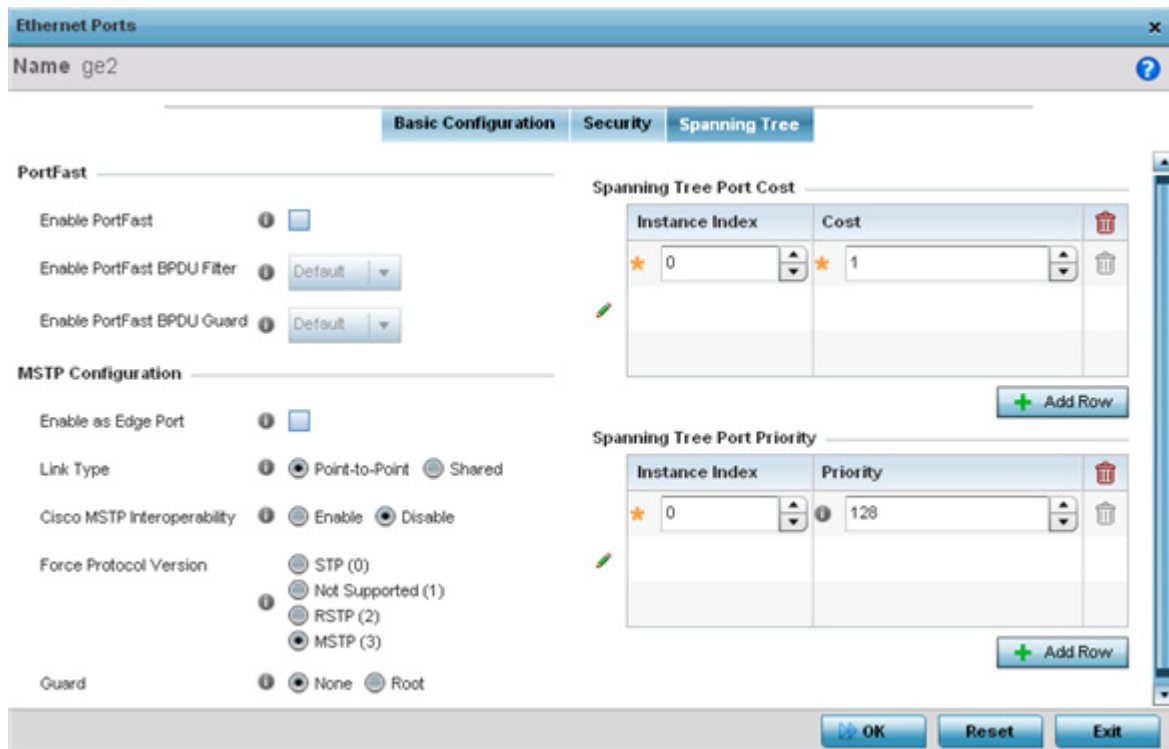 Ethernet Ports
Name ge2
Basic Configuration Security Spanning Tree
PortFast
Enable PortFast
Enable PortFast BPDU Filter Default
Enable PortFast BPDU Guard Default
MSTP Configuration
Enable as Edge Port
Link Type Point-to-Point Shared
Cisco MSTP Interoperability Enable Disable
Force Protocol Version STP (0)
Not Supported (1)
RSTP (2)
MSTP (3)
Guard None Root
Spanning Tree Port Cost
Instance Index Cost
* 0 * 1
+ Add Row
Spanning Tree Port Priority
Instance Index Priority
* 0 128
+ Add Row
OK Reset Exit